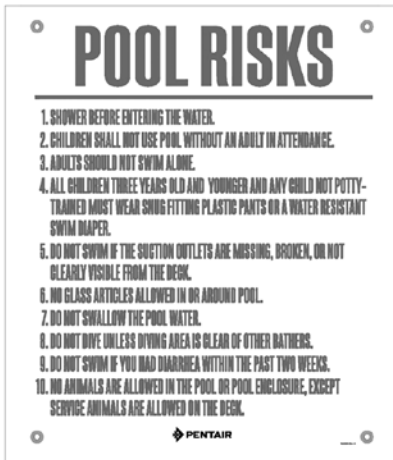 POOL RISKS
1. SHOWER BEFORE ENTERING THE WATER.
2. CHILDREN SHALL NOT USE POOL WITHOUT AN ADULT IN ATTENDANCE.
3. ADULTS SHOULD NOT SWIM ALONE.
4. ALL CHILDREN THREE YEARS OLD AND YOUNGER AND ANY CHILD NOT POTTY-
TRAINED MUST WEAR SNUG FITTING PLASTIC PANTS OR A WATER RESISTANT
SWIM DIAPER.
5. DO NOT SWIM IF THE SUCTION OUTLETS ARE MISSING, BROKEN, OR NOT
CLEARLY VISIBLE FROM THE DECK.
6. NO GLASS ARTICLES ALLOWED IN OR AROUND POOL.
7. DO NOT SWALLOW THE POOL WATER.
8. DO NOT DIVE UNLESS DIVING AREA IS CLEAR OF OTHER BATHERS.
9. DO NOT SWIM IF YOU HAD DIARRHEA WITHIN THE PAST TWO WEEKS.
10. NO ANIMALS ARE ALLOWED IN THE POOL OR POOL ENCLOSURE, EXCEPT
SERVICE ANIMALS ARE ALLOWED ON THE DECK.
PENTAIR